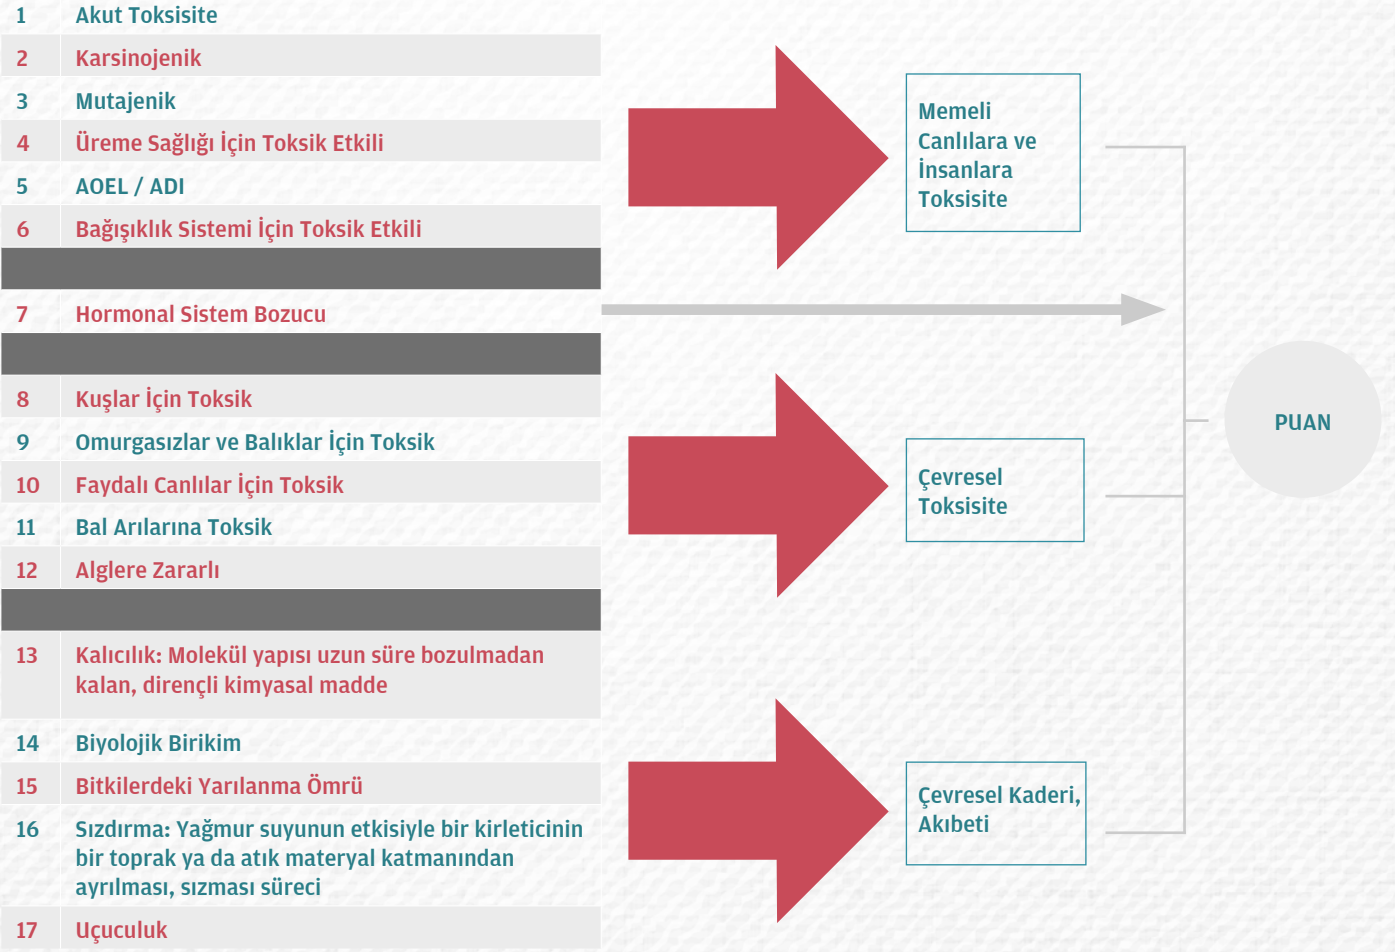 1 Akut Toksisite
2 Karsinojenik
3 Mutajenik
4 Üreme Sağlığı İçin Toksik Etkili
5 AOEL / ADI
6 Bağışıklık Sistemi İçin Toksik Etkili
7 Hormonal Sistem Bozucu
8 Kuşlar İçin Toksik
9 Omurgasızlar ve Balıklar İçin Toksik
10 Faydalı Canlılar İçin Toksik
11 Bal Arılarına Toksik
12 Alglere Zararlı
13 Kalıcılık: Molekül yapısı uzun süre bozulmadan
kalan, dirençli kimyasal madde
14 Biyolojik Birikim
15 Bitkilerdeki Yarılanma Ömrü
16 Sızdırma: Yağmur suyunun etkisiyle bir kirleticinin
bir toprak ya da atık materyal katmanından
ayrılması, sızması süreci
17 Uçuculuk
Memeli
Canlılara ve
İnsanlara
Toksisite
Çevresel
Toksisite
Çevresel Kaderi,
Akıbeti
PUAN